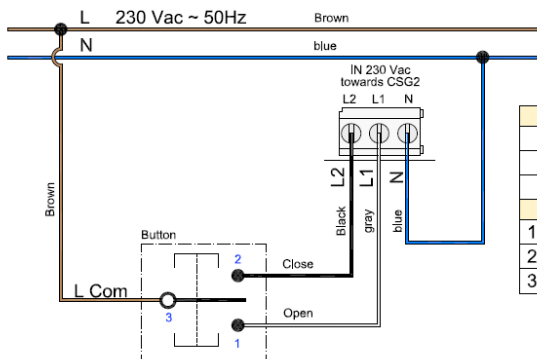 L 230 Vac ~ 50Hz Brown
N blue
IN 230 Vac
towards CSG2
L2 L1 N
L2 L1 N
Brown
Black gray blue
Button
2 Close
L Com
3
Open
1
1
2
3